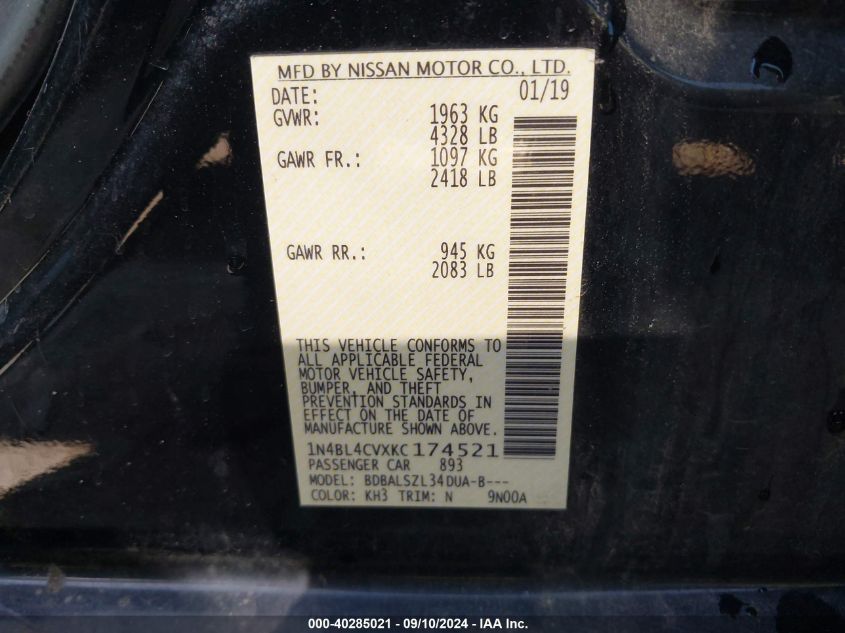 MFD BY NISSAN MOTOR CO., LTD.
DATE: 01/19
GVWR: 1963 KG
4328 LB
GAWR FR.: 1097 KG
2418 LB
GAWR RR.: 945 KG
2083 LB
THIS VEHICLE CONFORMS TO
ALL APPLICABLE FEDERAL
MOTOR VEHICLE SAFETY,
BUMPER, AND THEFT
PREVENTION STANDARDS IN
EFFECT ON THE DATE OF
MANUFACTURE SHOWN ABOVE.
1N4BL4CVXKC174521
PASSENGER CAR 893
MODEL: BDBALSZL34DUA-B---
COLOR: KH3 TRIM: N 9N00A
000-40285021 - 09/10/2024 - IAA Inc.